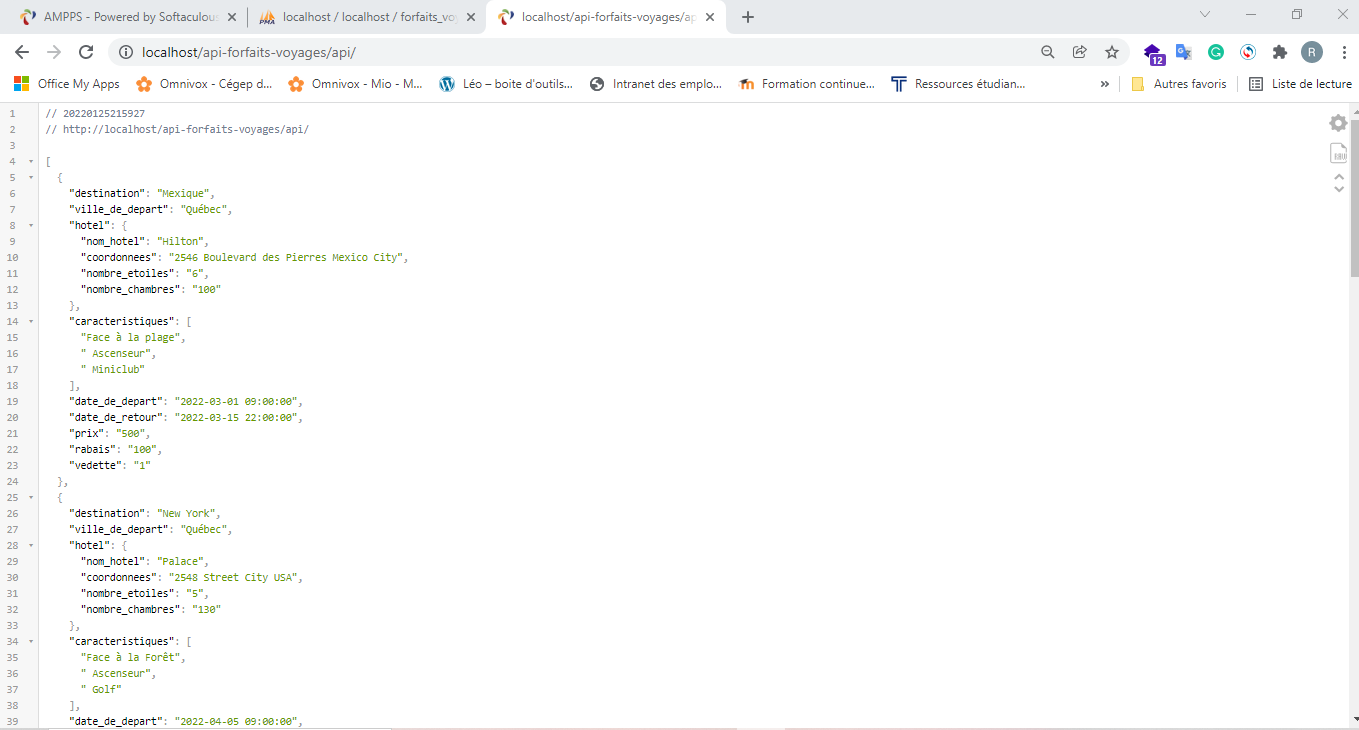 AMPPS - Powered by Softaculou
localhost / localhost / forfaits_vo
localhost/api-forfaits-voyages/ap
localhost/api-forfaits-voyages/api/
12
R
Office My Apps
Omnivox - Cégep d...
Omnivox - Mio - M...
Léo – boite d'outils...
Intranet des emplo...
Formation continue...
Ressources étudian...
»
Autres favoris
Liste de lecture
1 // 20220125215927
2 // http://localhost/api-forfaits-voyages/api/
3
4 [
5 {
6 "destination": "Mexique",
7 "ville_de_depart": "Québec",
8 "hotel": {
9 "nom_hotel": "Hilton",
10 "coordonnees": "2546 Boulevard des Pierres Mexico City",
11 "nombre_etoiles": "6",
12 "nombre_chambres": "100"
13 },
14 "caracteristiques": [
15 "Face à la plage",
16 " Ascenseur",
17 " Miniclub"
18 ],
19 "date_de_depart": "2022-03-01 09:00:00",
20 "date_de_retour": "2022-03-15 22:00:00",
21 "prix": "500",
22 "rabais": "100",
23 "vedette": "1"
24 },
25 {
26 "destination": "New York",
27 "ville_de_depart": "Québec",
28 "hotel": {
29 "nom_hotel": "Palace",
30 "coordonnees": "2548 Street City USA",
31 "nombre_etoiles": "5",
32 "nombre_chambres": "130"
33 },
34 "caracteristiques": [
35 "Face à la Forêt",
36 " Ascenseur",
37 " Golf"
38 ],
39 "date_de_depart": "2022-04-05 09:00:00",
RAW